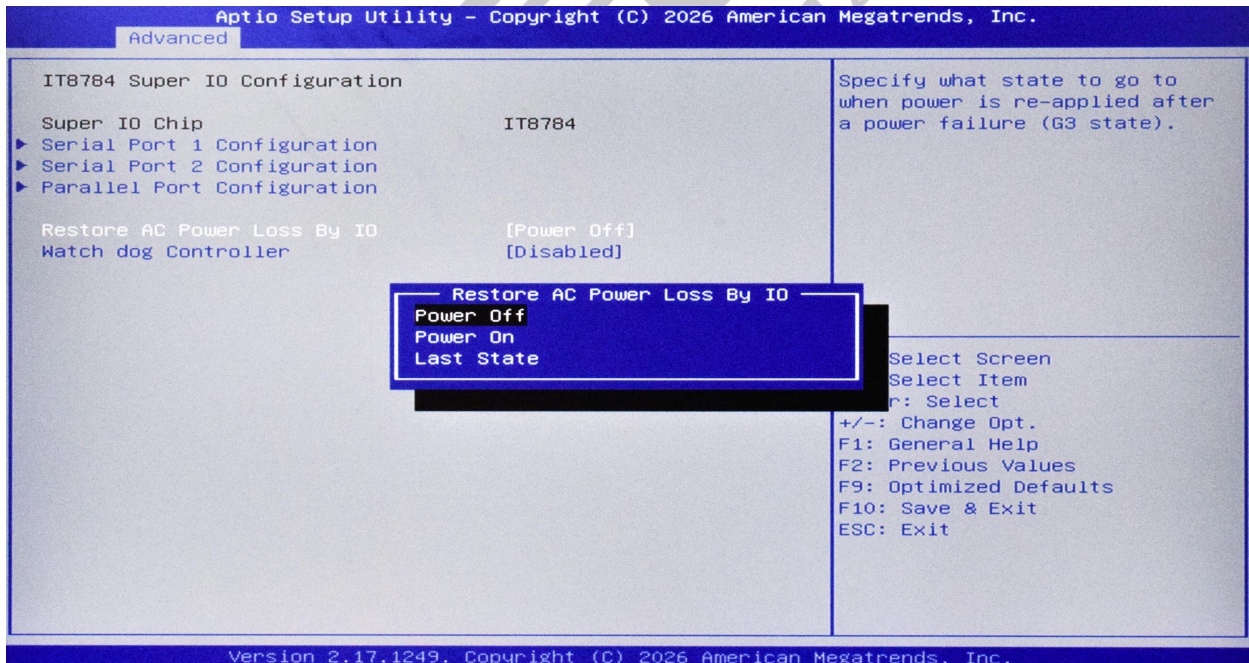 Aptio Setup Utility – Copyright (C) 2026 American Megatrends, Inc.
Advanced
IT8784 Super IO Configuration
Super IO Chip IT8784
Serial Port 1 Configuration
Serial Port 2 Configuration
Parallel Port Configuration
Restore AC Power Loss By IO [Power Off]
Watch dog Controller [Disabled]
Restore AC Power Loss By IO
Power Off
Power On
Last State
Specify what state to go to
when power is re-applied after
a power failure (G3 state).
Select Screen
Select Item
r: Select
+/-: Change Opt.
F1: General Help
F2: Previous Values
F9: Optimized Defaults
F10: Save & Exit
ESC: Exit
Version 2.17.1249. Copyright (C) 2026 American Megatrends, Inc.